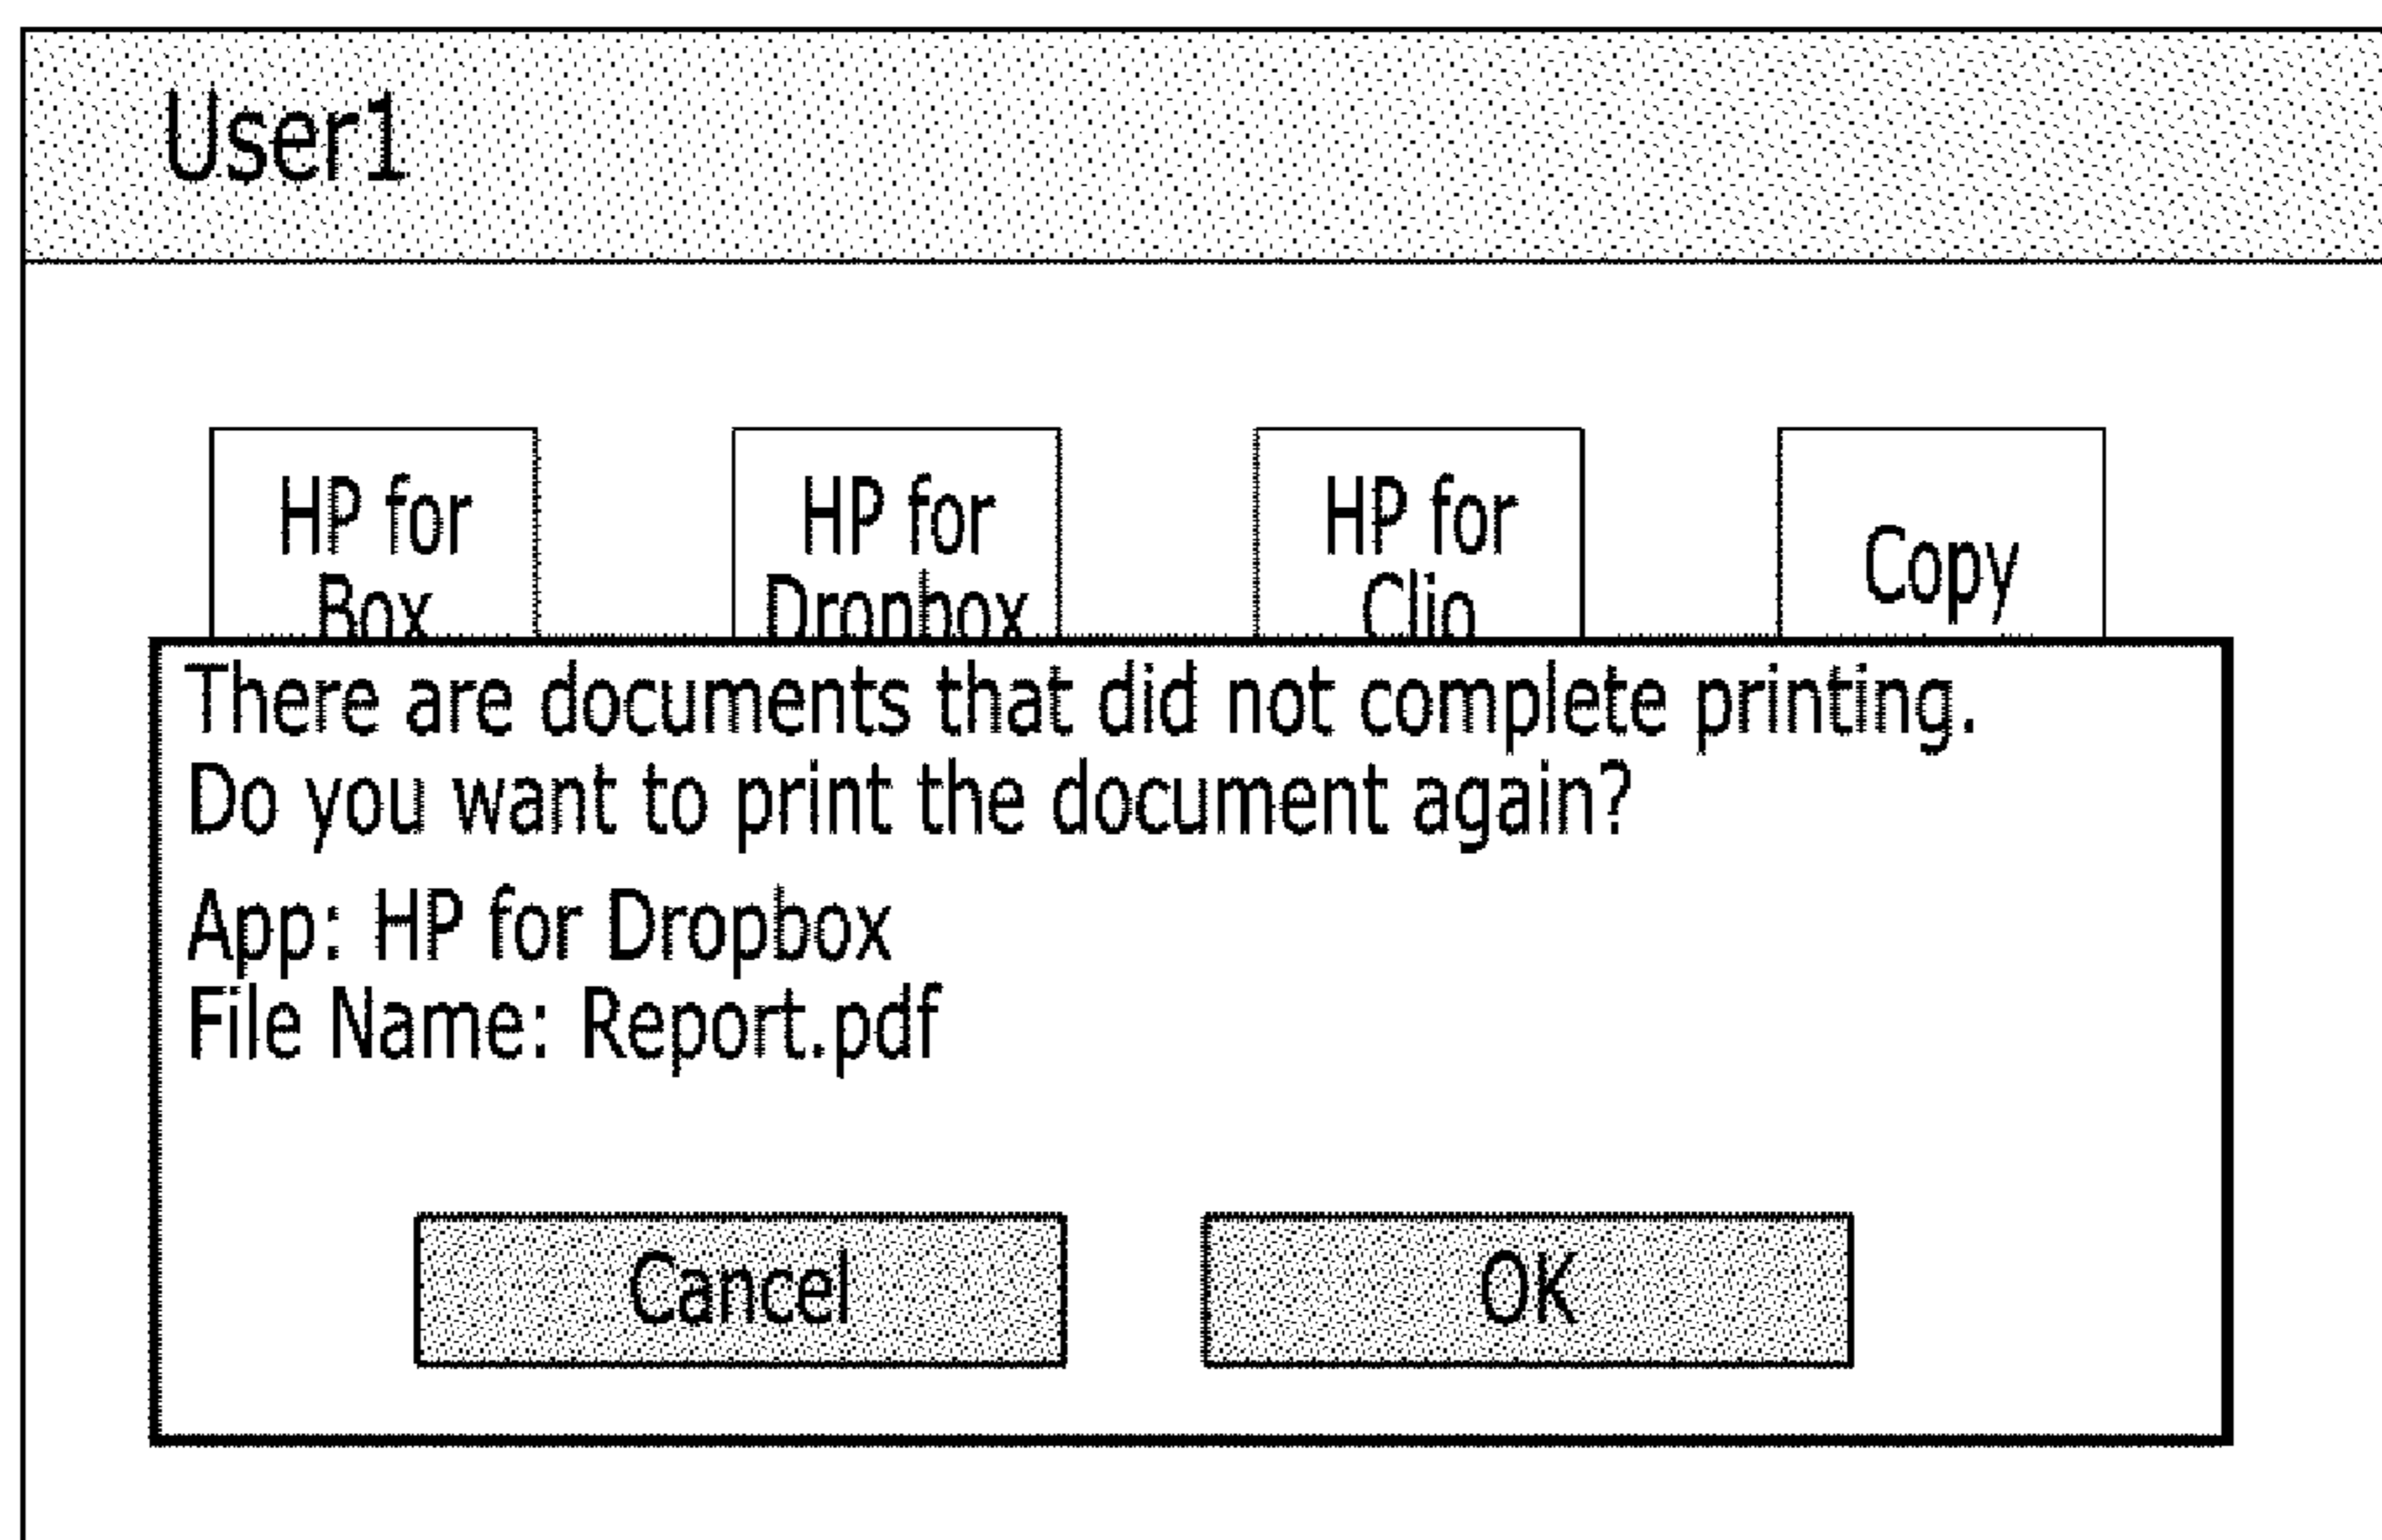 User1
HP for
Box
HP for
Dropbox
HP for
Clio
Copy
There are documents that did not complete printing.
Do you want to print the document again?
App: HP for Dropbox
File Name: Report.pdf
Cancel
OK